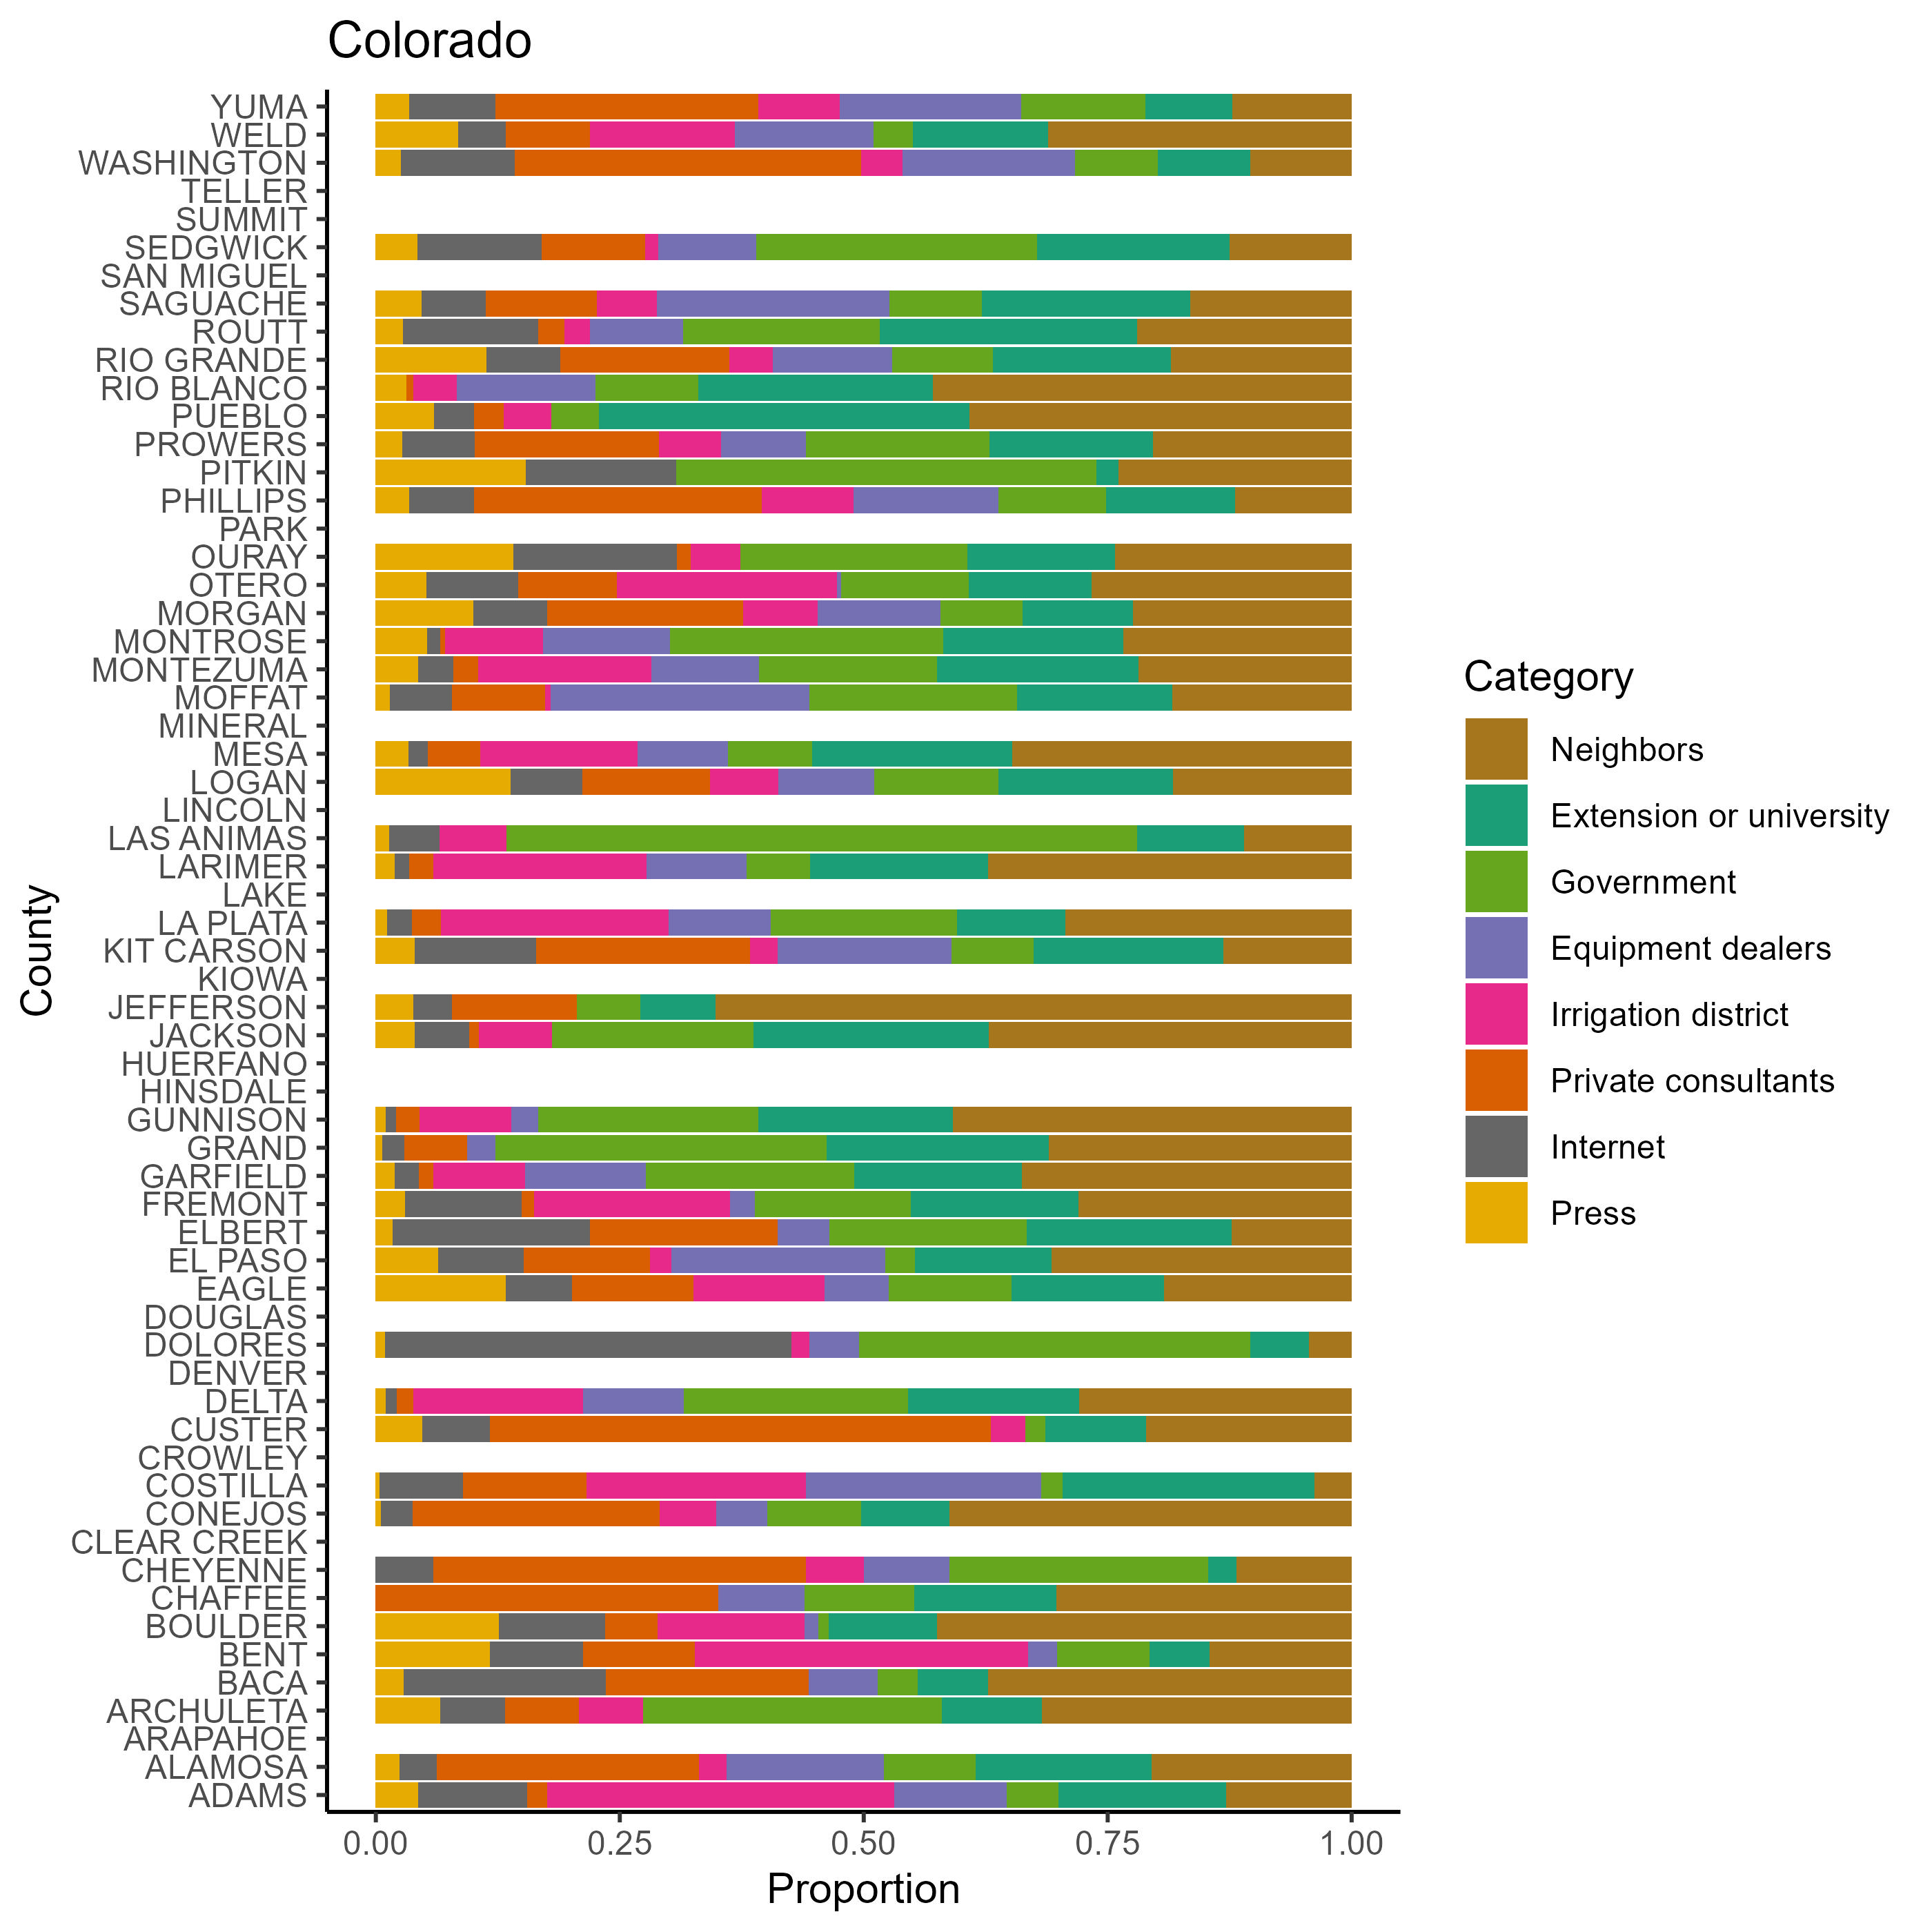 Colorado
YUMA
WELD
WASHINGTON
TELLER
SUMMIT
SEDGWICK
SAN MIGUEL
SAGUACHE
ROUTT
RIO GRANDE
RIO BLANCO
PUEBLO
PROWERS
PITKIN
PHILLIPS
PARK
OURAY
OTERO
MORGAN
MONTROSE
MONTEZUMA
MOFFAT
MINERAL
MESA
LOGAN
LINCOLN
LAS ANIMAS
LARIMER
LAKE
LA PLATA
KIT CARSON
KIOWA
JEFFERSON
JACKSON
HUERFANO
HINSDALE
GUNNISON
GRAND
GARFIELD
FREMONT
ELBERT
EL PASO
EAGLE
DOUGLAS
DOLORES
DENVER
DELTA
CUSTER
CROWLEY
COSTILLA
CONEJOS
CLEAR CREEK
CHEYENNE
CHAFFEE
BOULDER
BENT
BACA
ARCHULETA
ARAPAHOE
ALAMOSA
ADAMS
County
0.00 0.25 0.50 0.75 1.00
Proportion
Category
Neighbors
Extension or university
Government
Equipment dealers
Irrigation district
Private consultants
Internet
Press